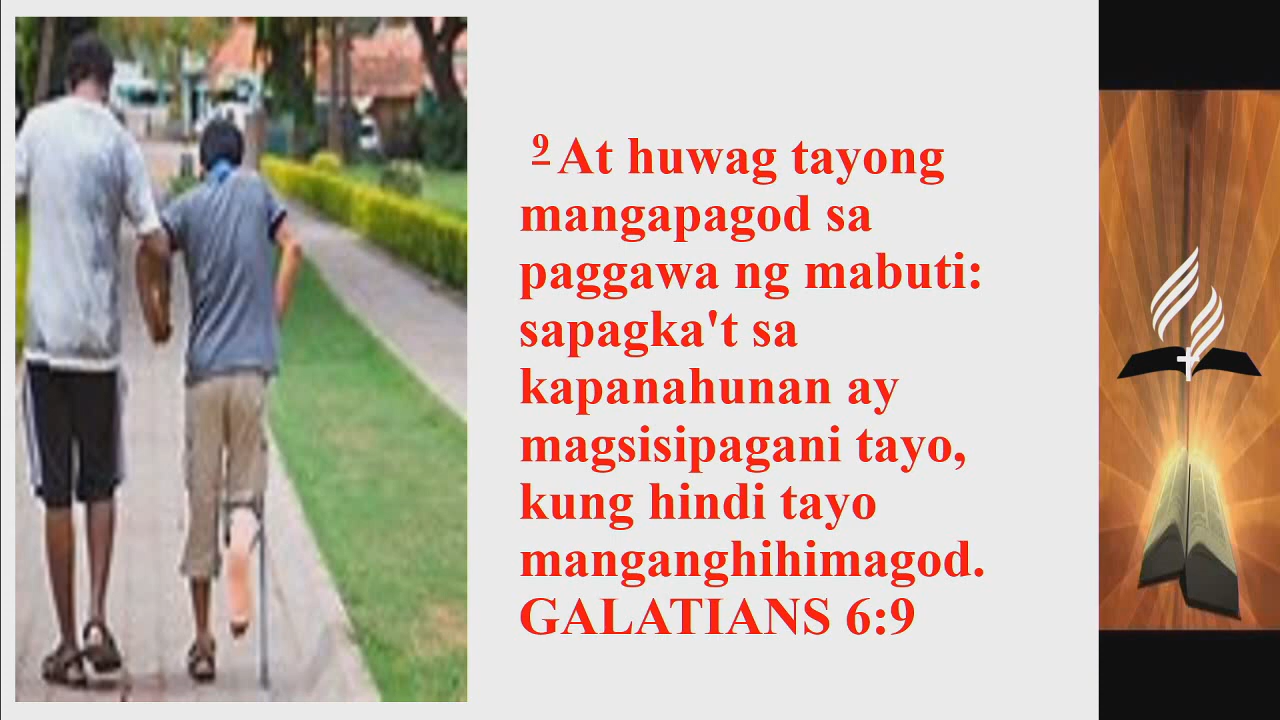 9 At huwag tayong
mangapagod sa
paggawa ng mabuti:
sapagka't sa
kapanahunan ay
magsisipagani tayo,
kung hindi tayo
manganghihimagod.
GALATIANS 6:9